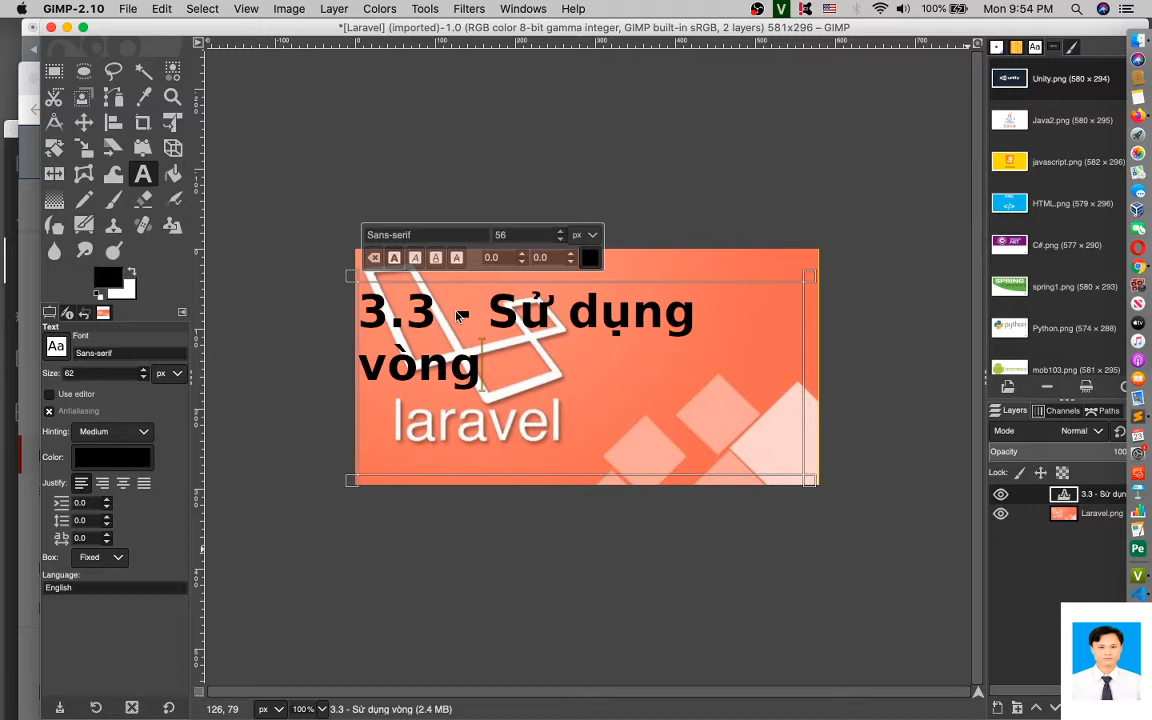 GIMP-2.10 File Edit Select View Image Layer Colors Tools Filters Windows Help V 100% Mon 9:54 PM
*[Laravel] (imported)-1.0 (RGB color 8-bit gamma integer, GIMP built-in sRGB, 2 layers) 581x296 – GIMP
Unity.png (580 × 294)
Java2.png (580 × 295)
javascript.png (582 × 296)
HTML.png (579 × 296)
C#.png (577 × 290)
spring1.png (580 × 293)
Python.png (574 × 288)
mob103.png (581 × 295)
Sans-serif 56 px
0.0 0.0
3.3 - Sử dụng
vòng
laravel
Text
Font
Aa Sans-serif
Size: 62 px
Use editor
Antialiasing
Hinting: Medium
Color:
Justify:
0.0
0.0
0.0
Box: Fixed
Language:
English
Layers Channels Paths
Mode Normal
Opacity 100
Lock:
3.3 - Sử dụn
Laravel.png
126, 79 px 100% 3.3 - Sử dụng vòng (2.4 MB)